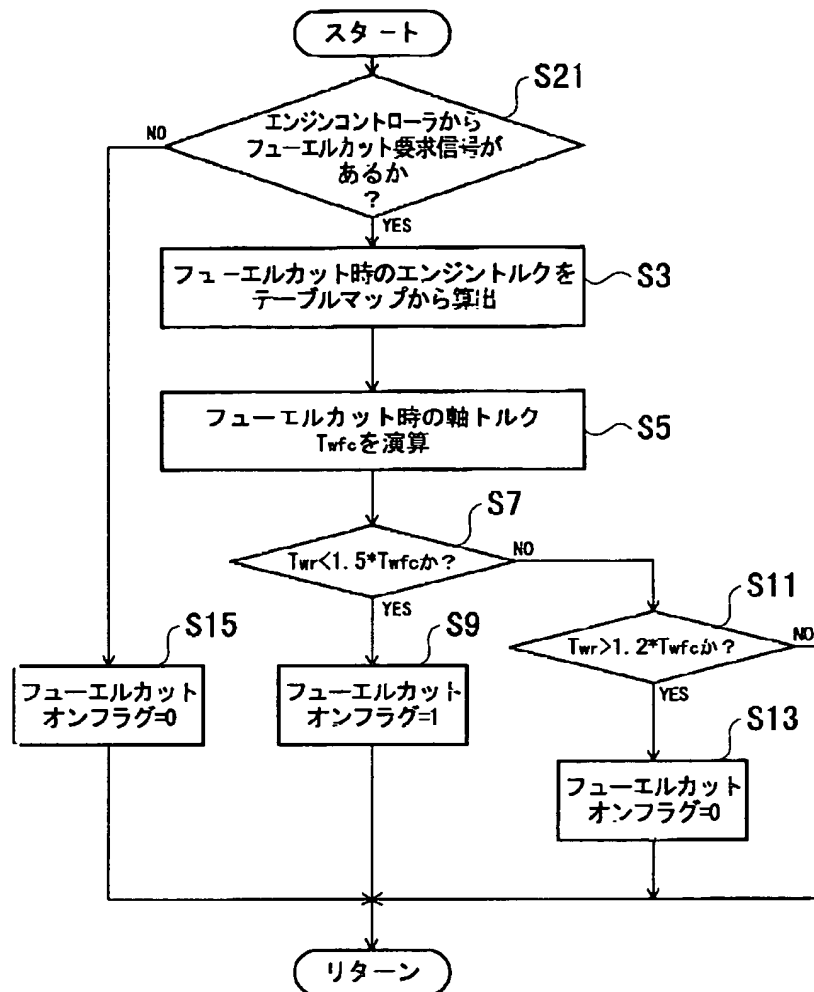 スタート
S21
エンジンコントローラから
フューエルカット要求信号が
あるか
?
NO
YES
フューエルカット時のエンジントルクを
テーブルマップから算出
S3
フューエルカット時の軸トルク
Twfcを演算
S5
S7
Twr<1.5*Twfcか?
NO
YES
S11
Twr>1.2*Twfcか?
NO
YES
S15
フューエルカット
オンフラグ=0
S9
フューエルカット
オンフラグ=1
S13
フューエルカット
オンフラグ=0
リターン